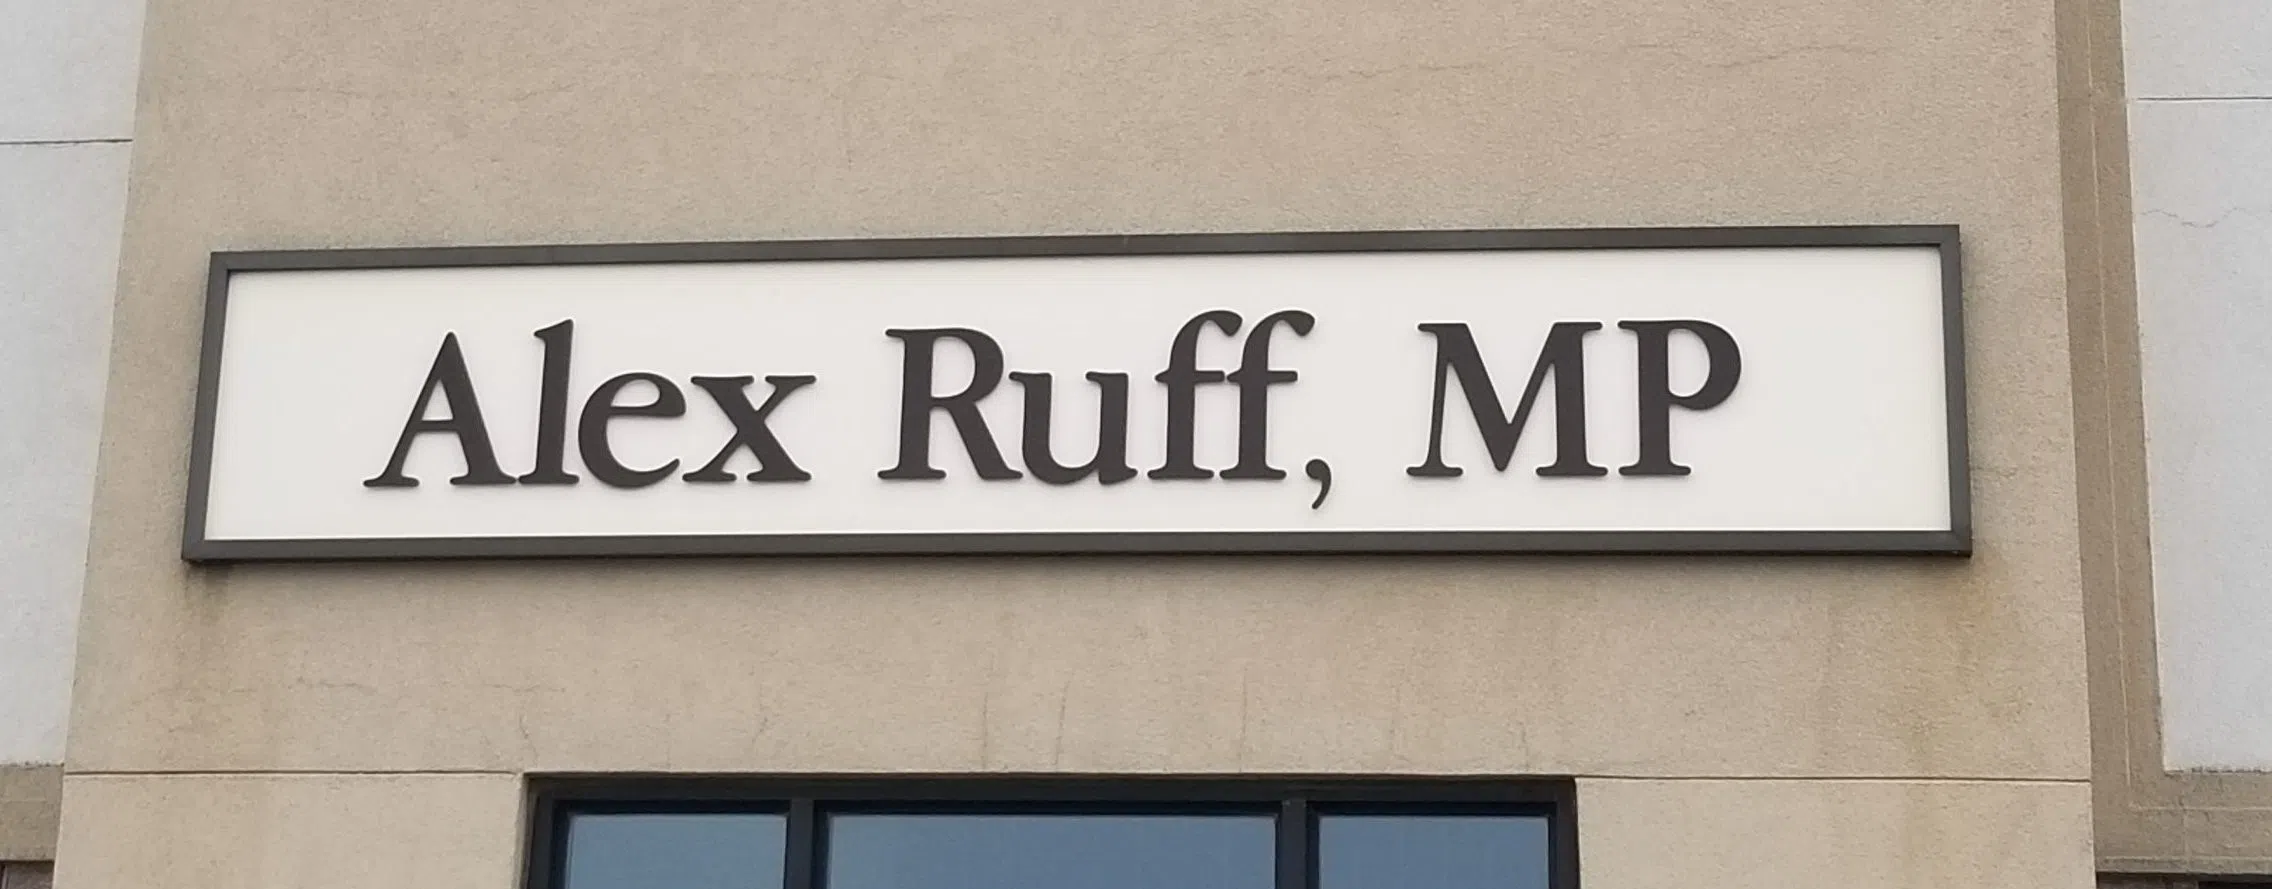 Alex Ruff, MP